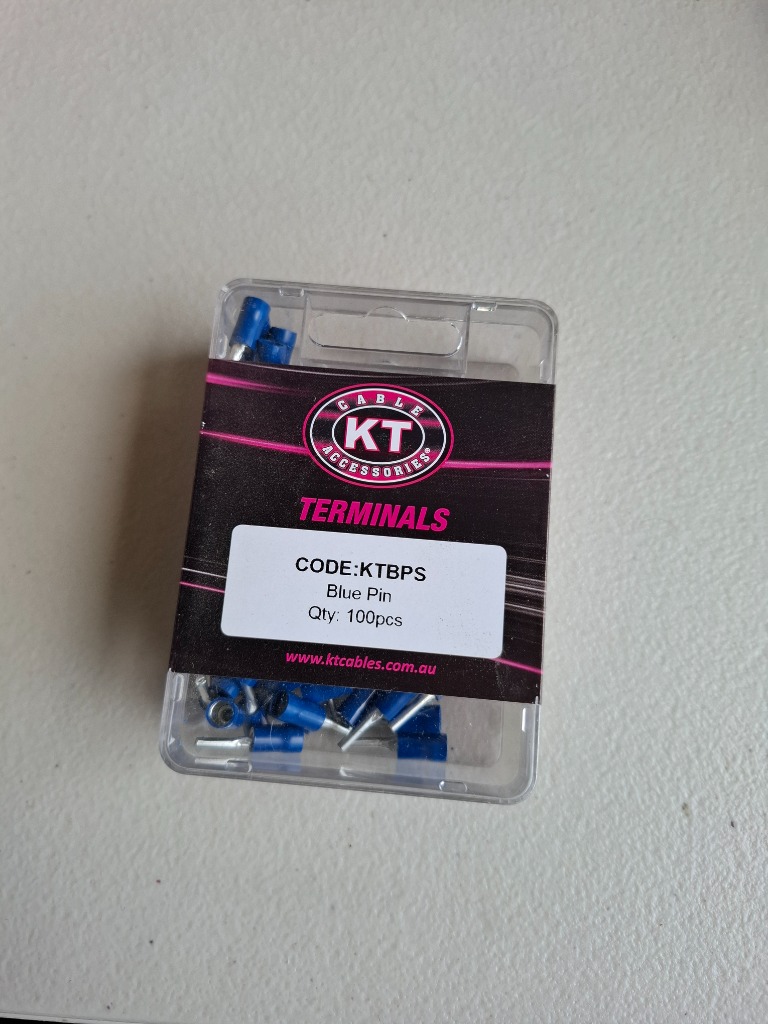 CABLE
KT
ACCESSORIES®
TERMINALS
CODE:KTBPS
Blue Pin
Qty: 100pcs
www.ktcables.com.au